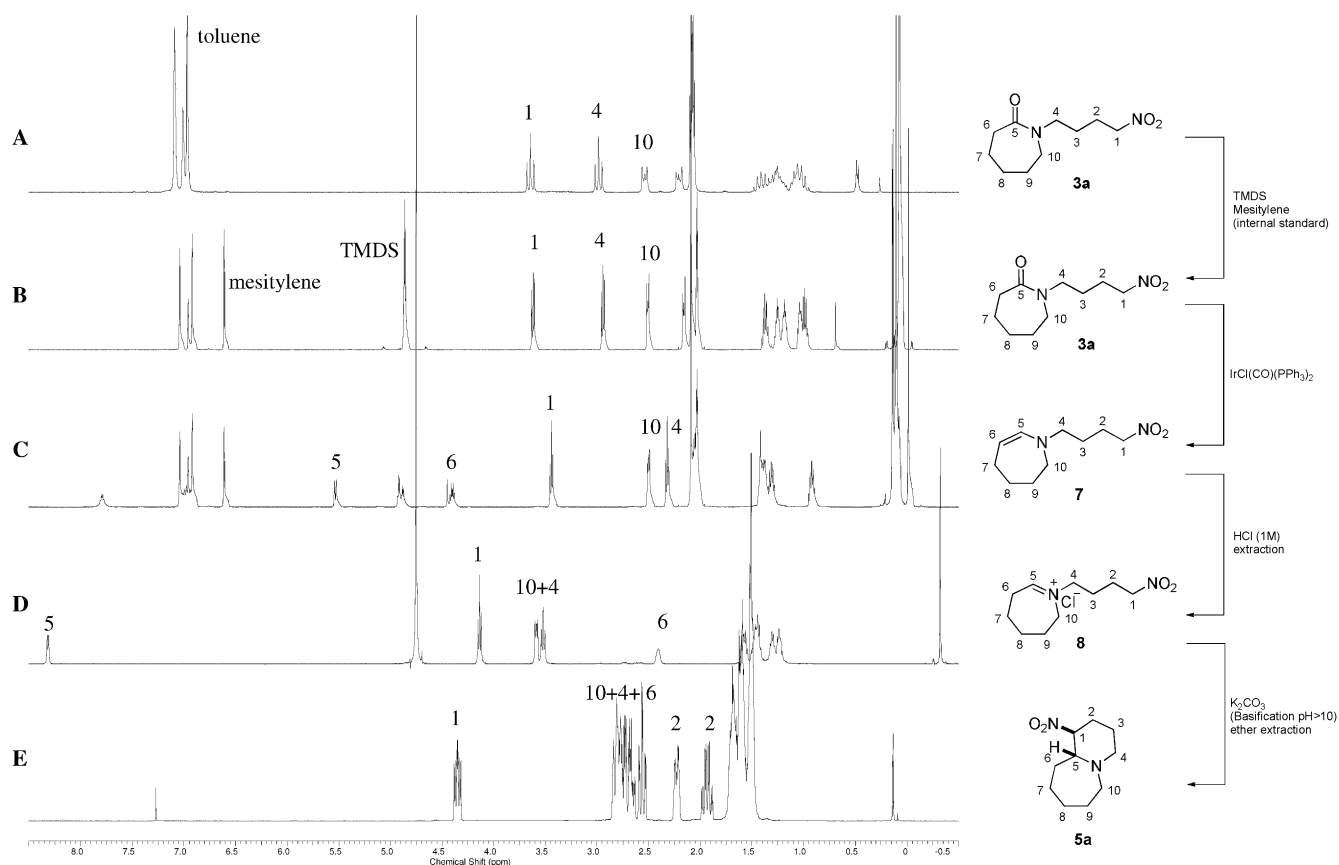 toluene
A
1
4
10
O
6
5
N
4
2
NO2
3
1
7
10
8
9
3a
TMDS
Mesitylene
(internal standard)
B
mesitylene
TMDS
1
4
10
O
6
5
N
4
2
NO2
3
1
7
10
8
9
3a
IrCl(CO)(PPh3)2
C
5
6
1
10
4
6
5
N
4
2
NO2
3
1
7
10
8
9
7
HCl (1M)
extraction
D
5
1
10+4
6
6
5
N
+
4
2
NO2
Cl−
3
1
7
10
8
9
8
K2CO3
(Basification pH>10)
ether extraction
E
1
10+4+ 6
2
2
NO2
2
3
1
H
6
5
N
4
7
10
8
9
5a
8.0 7.5 7.0 6.5 6.0 5.5 5.0 4.5 4.0 3.5 3.0 2.5 2.0 1.5 1.0 0.5 0 -0.5
Chemical Shift (ppm)